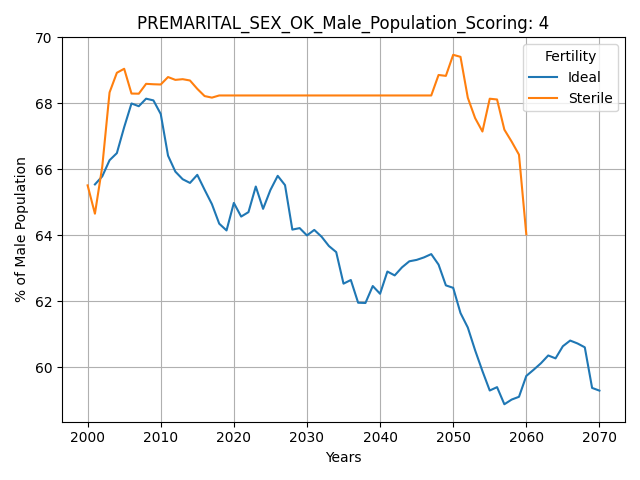 PREMARITAL_SEX_OK_Male_Population_Scoring: 4
70
68
66
64
62
60
% of Male Population
Fertility
Ideal
Sterile
2000 2010 2020 2030 2040 2050 2060 2070
Years